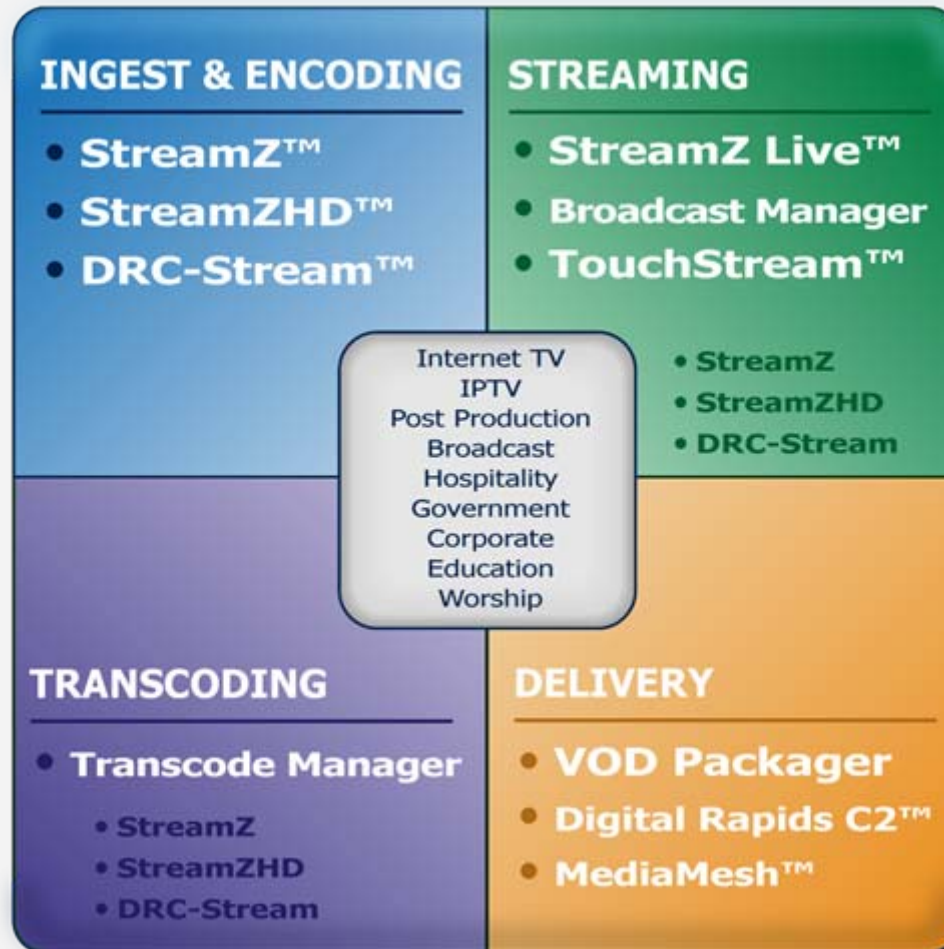 INGEST & ENCODING
• StreamZ™
• StreamZHD™
• DRC-Stream™
STREAMING
• StreamZ Live™
• Broadcast Manager
• TouchStream™
• StreamZ
• StreamZHD
• DRC-Stream
Internet TV
IPTV
Post Production
Broadcast
Hospitality
Government
Corporate
Education
Worship
TRANSCODING
• Transcode Manager
• StreamZ
• StreamZHD
• DRC-Stream
DELIVERY
• VOD Packager
• Digital Rapids C2™
• MediaMesh™